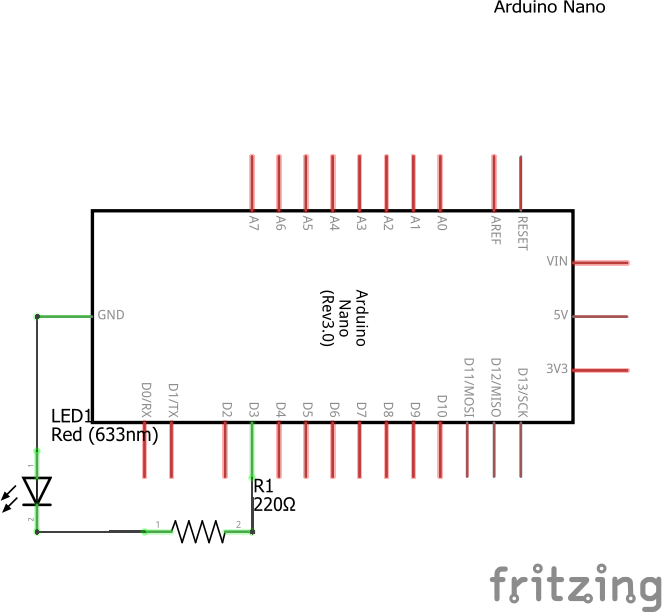 Arduino Nano
A7
A6
A5
A4
A3
A2
A1
A0
AREF
RESET
VIN
5V
3V3
GND
Arduino
Nano
(Rev3.0)
D0/RX
D1/TX
D2
D3
D4
D5
D6
D7
D8
D9
D10
D11/MOSI
D12/MISO
D13/SCK
LED1
Red (633nm)
1
2
R1
220Ω
1
2
fritzing